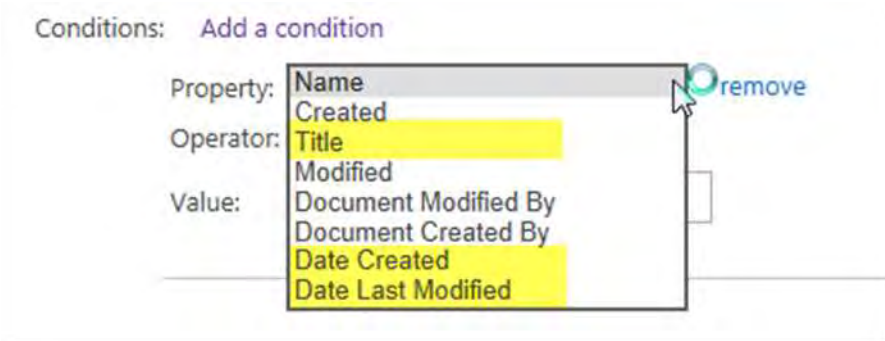 Conditions: Add a condition
Property: Name remove
Created
Operator: Title
Modified
Value: Document Modified By
Document Created By
Date Created
Date Last Modified